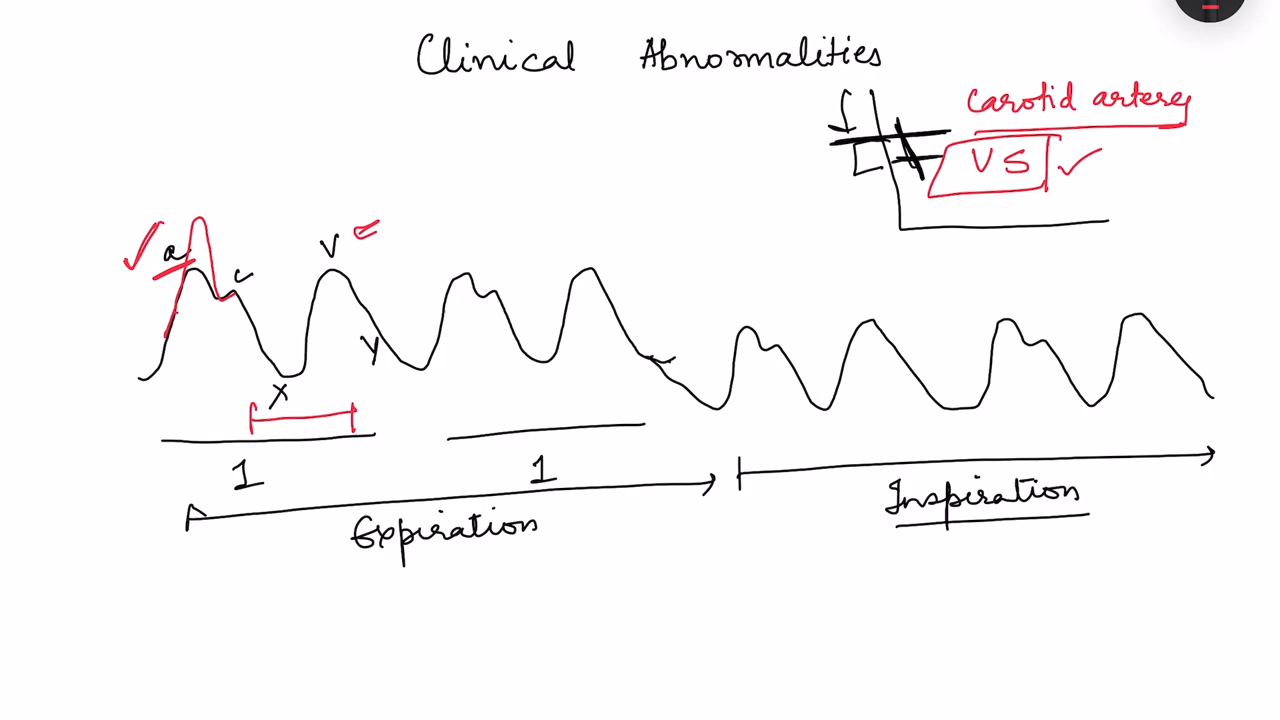 Clinical Abnormalities
Carotid artery
VS
a
c
V
y
x
1
1
Expiration
Inspiration